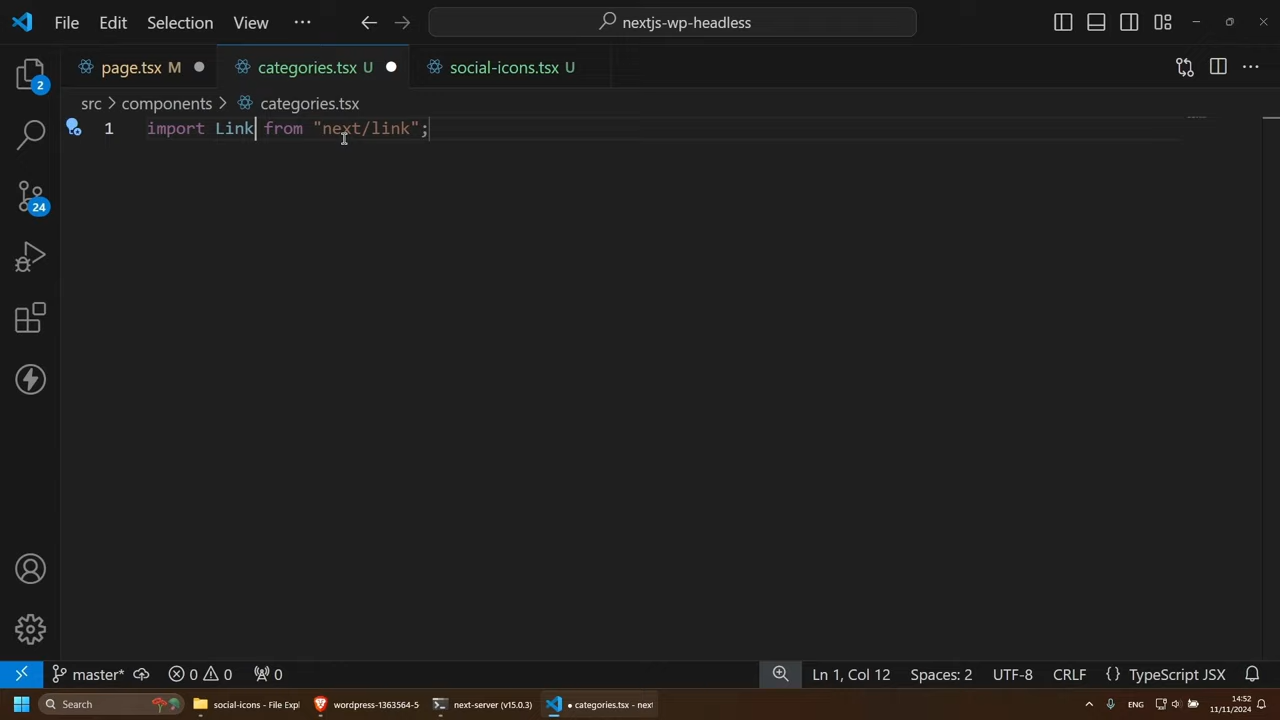 File Edit Selection View ··· nextjs-wp-headless
page.tsx M categories.tsx U social-icons.tsx U
src > components > categories.tsx
1 import Link from "next/link";
2
24
master* 0 0 0 Ln 1, Col 12 Spaces: 2 UTF-8 CRLF {} TypeScript JSX
Search social-icons - File Expl wordpress-1363564-5 next-server (v15.0.3) ● categories.tsx - next ENG 14:52
11/11/2024